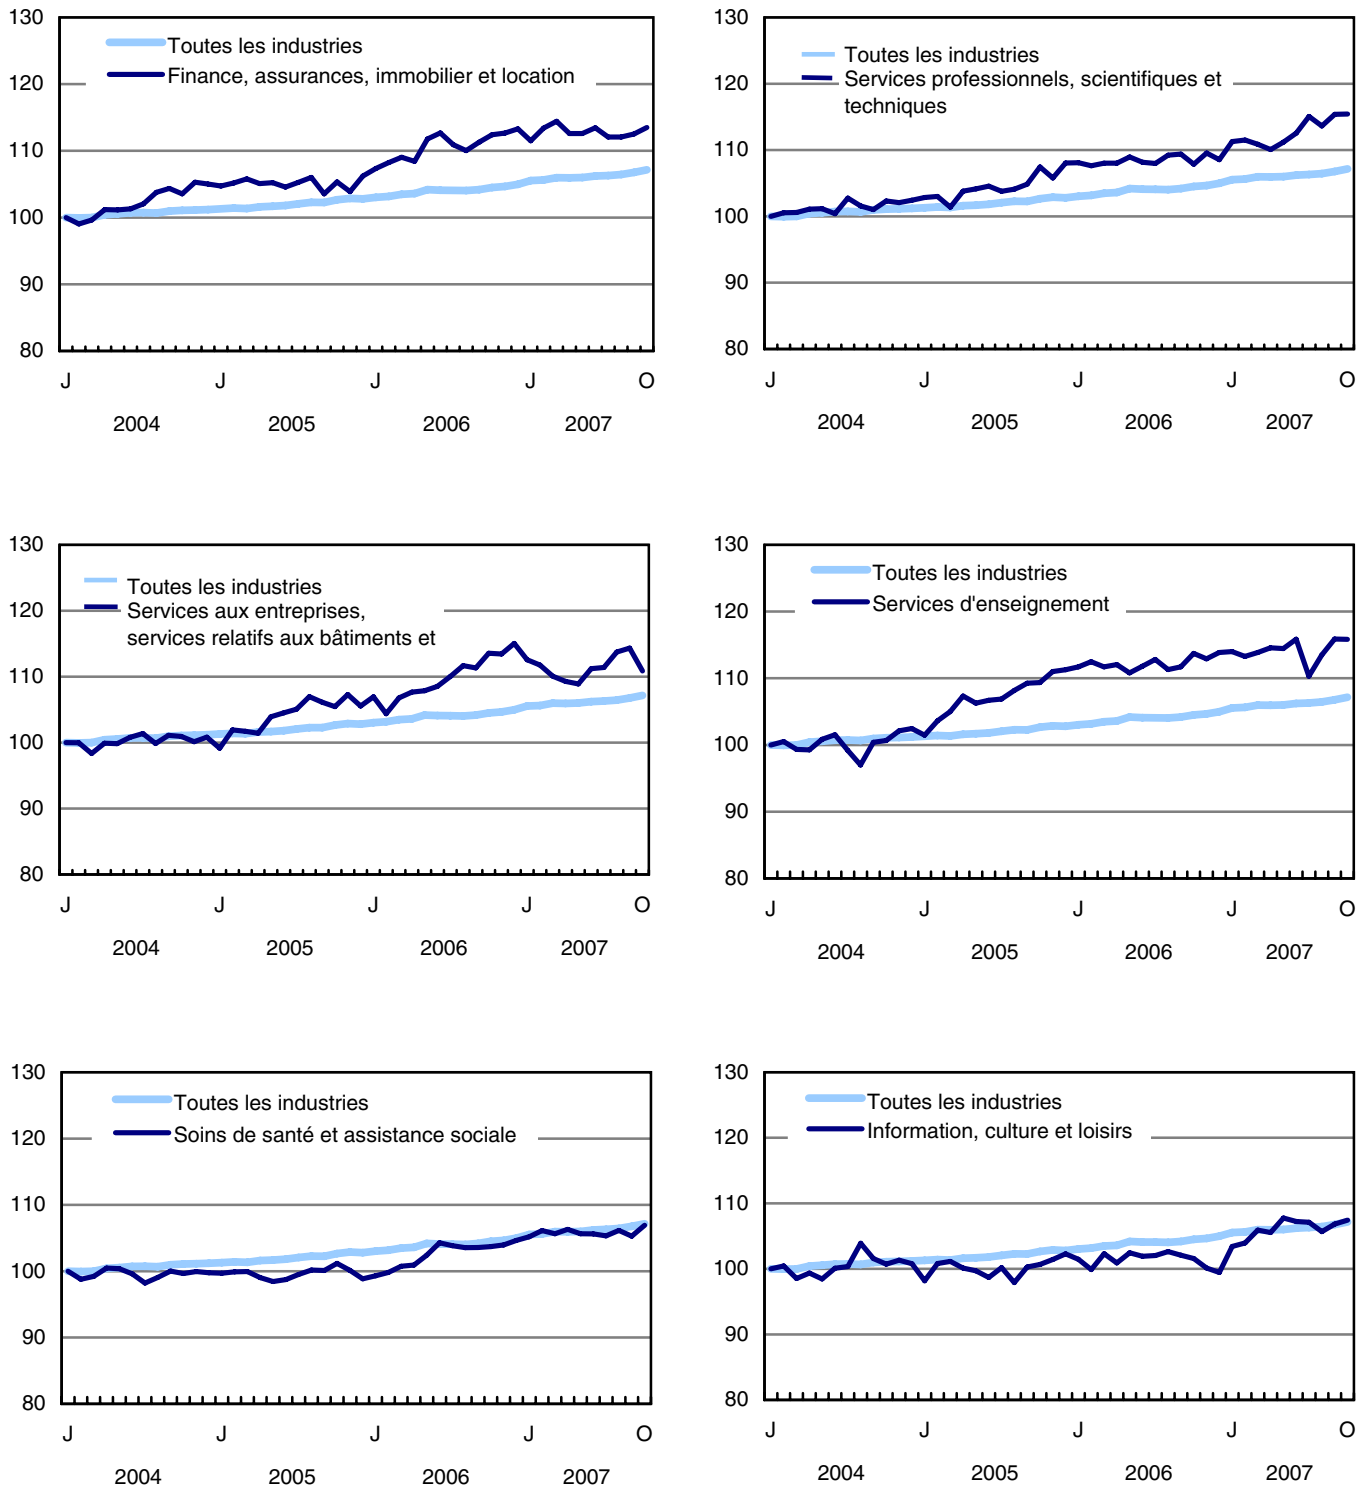 130
Toutes les industries
Finance, assurances, immobilier et location
120
110
100
90
80
J J J J O
2004 2005 2006 2007
130
Toutes les industries
Services professionnels, scientifiques et
techniques
120
110
100
90
80
J J J J O
2004 2005 2006 2007
130
Toutes les industries
Services aux entreprises,
services relatifs aux bâtiments et
120
110
100
90
80
J J J J O
2004 2005 2006 2007
130
Toutes les industries
Services d'enseignement
120
110
100
90
80
J J J J O
2004 2005 2006 2007
130
Toutes les industries
Soins de santé et assistance sociale
120
110
100
90
80
J J J J O
2004 2005 2006 2007
130
Toutes les industries
Information, culture et loisirs
120
110
100
90
80
J J J J O
2004 2005 2006 2007